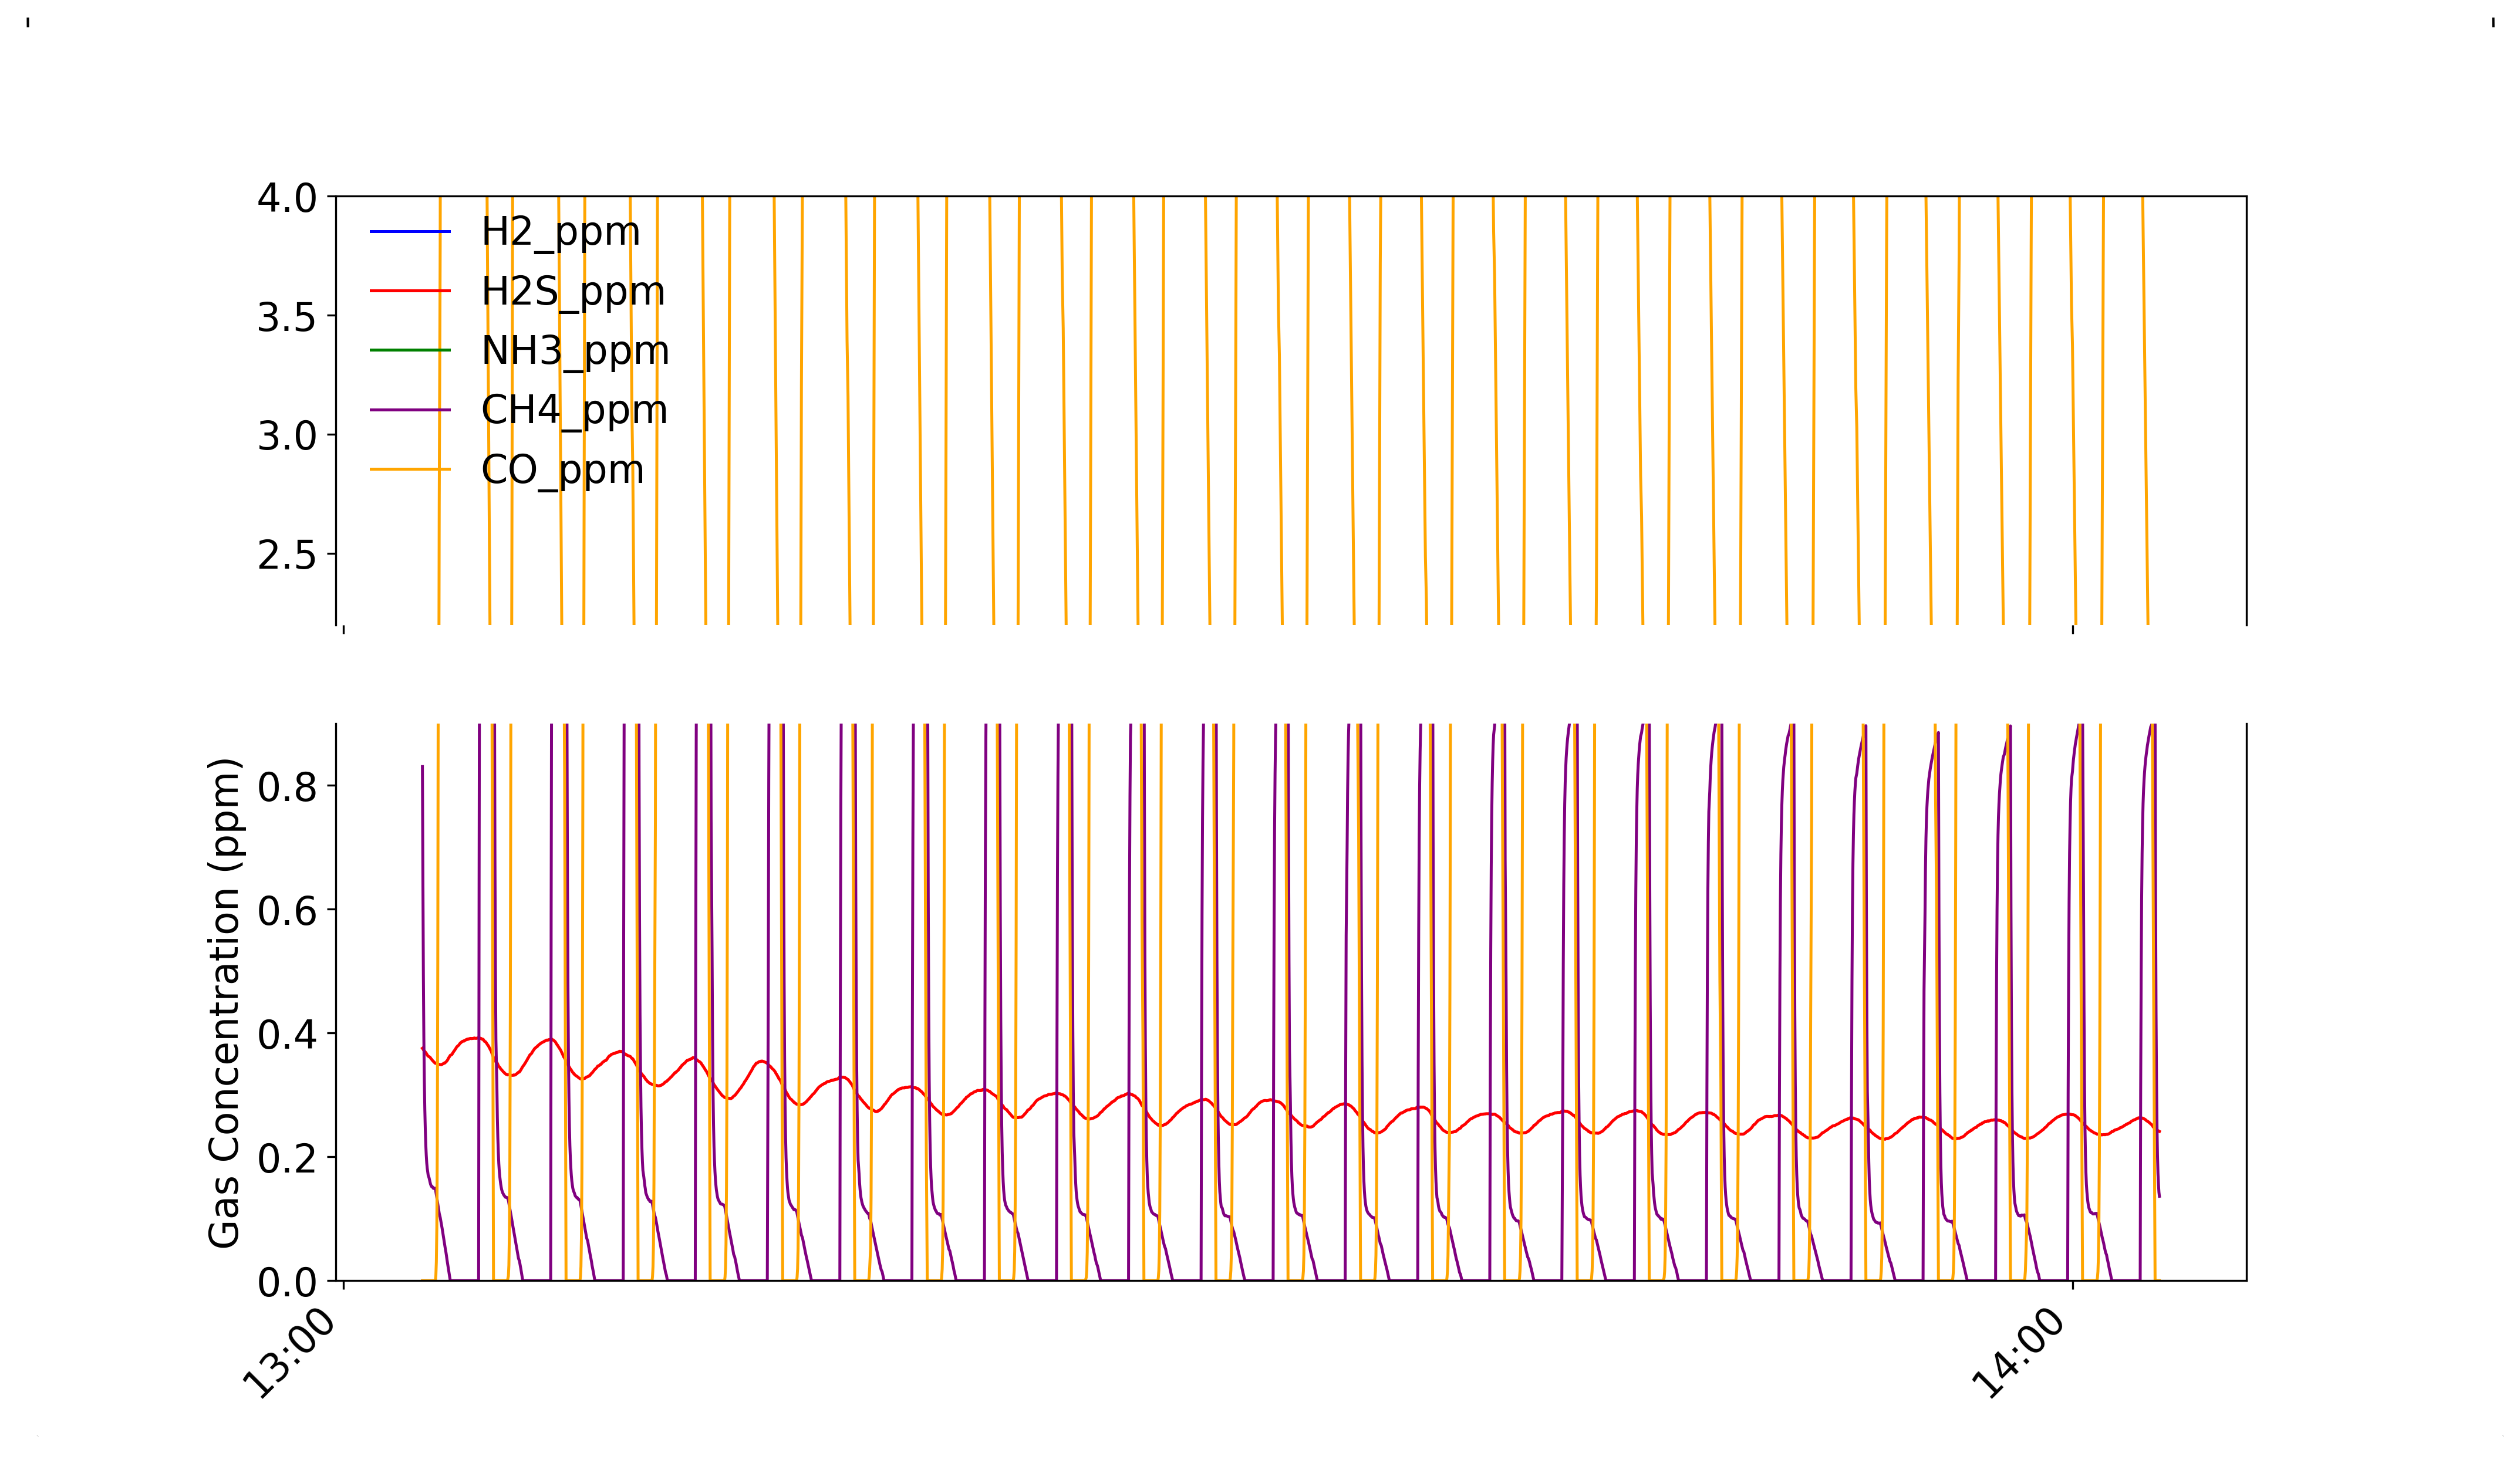 4.0
3.5
3.0
2.5
H2_ppm
H2S_ppm
NH3_ppm
CH4_ppm
CO_ppm
Gas Concentration (ppm)
0.8
0.6
0.4
0.2
0.0
13:00
14:00